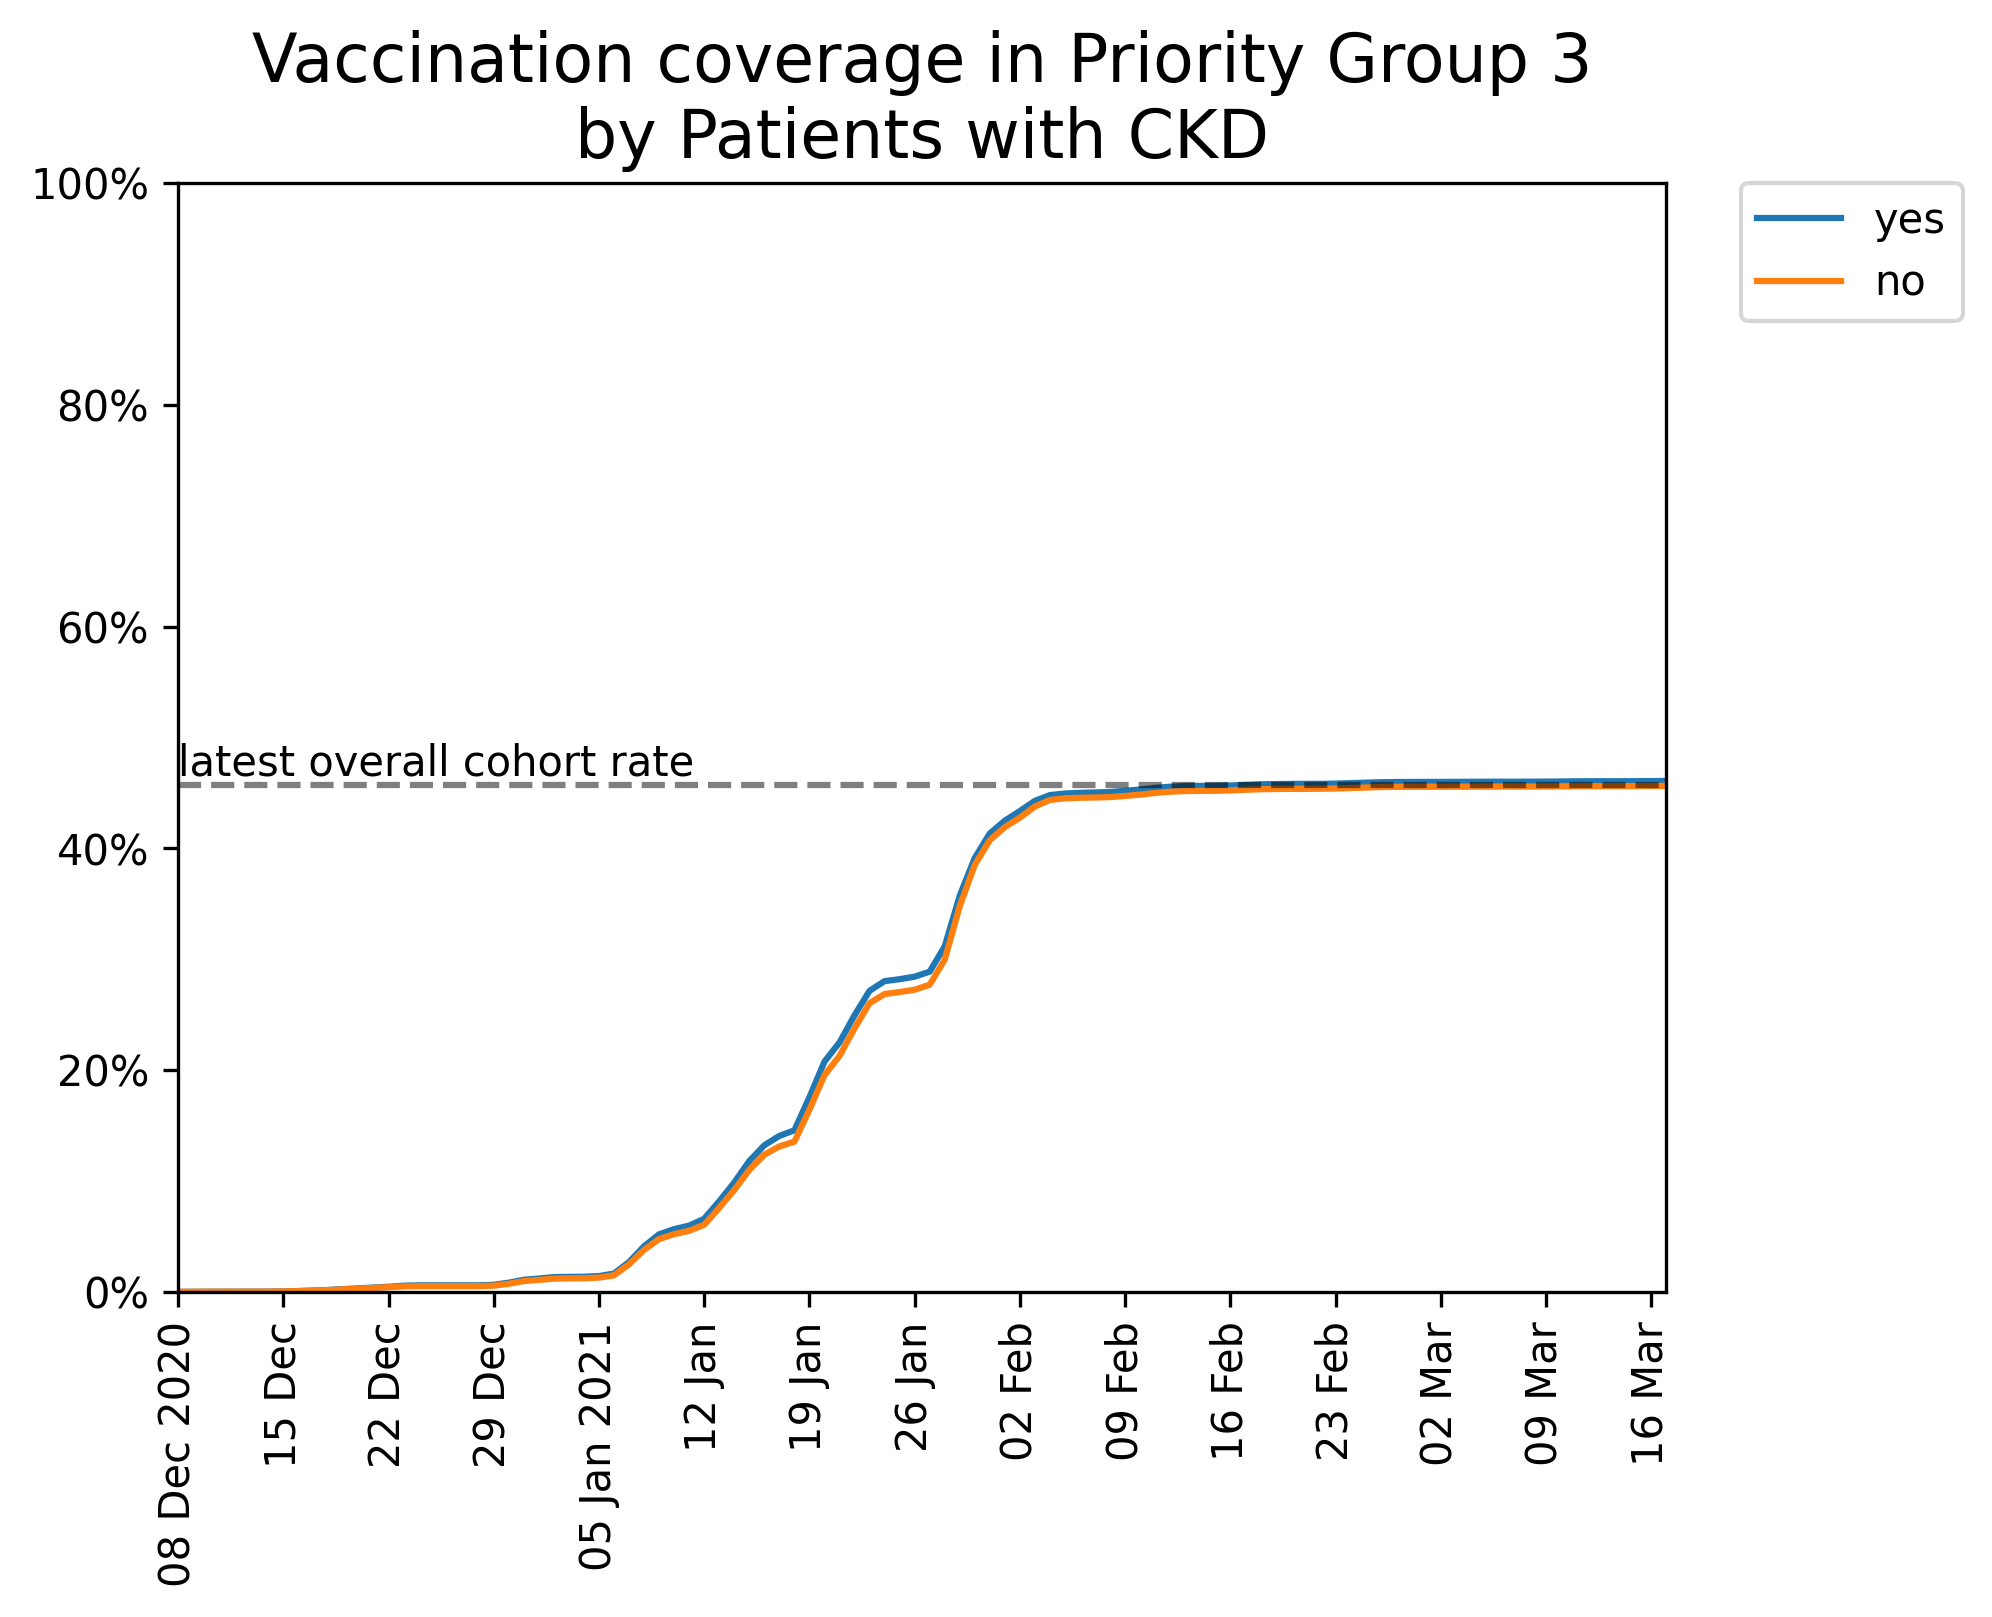 Vaccination coverage in Priority Group 3
by Patients with CKD
100%
80%
60%
40%
20%
0%
latest overall cohort rate
yes
no
08 Dec 2020
15 Dec
22 Dec
29 Dec
05 Jan 2021
12 Jan
19 Jan
26 Jan
02 Feb
09 Feb
16 Feb
23 Feb
02 Mar
09 Mar
16 Mar